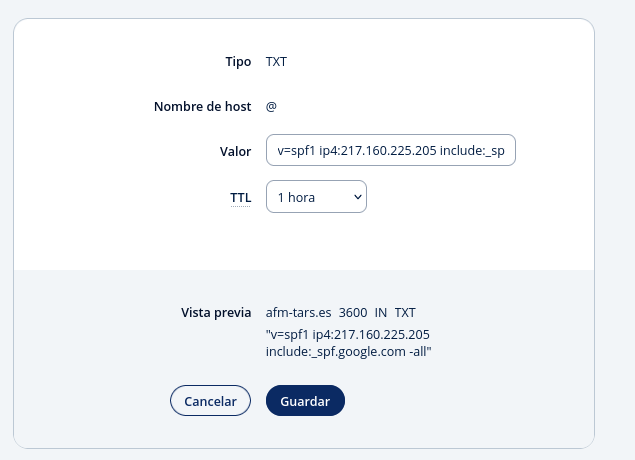 Tipo TXT
Nombre de host @
Valor v=spf1 ip4:217.160.225.205 include:_sp
TTL 1 hora
Vista previa afm-tars.es 3600 IN TXT
"v=spf1 ip4:217.160.225.205
include:_spf.google.com -all"
Cancelar Guardar